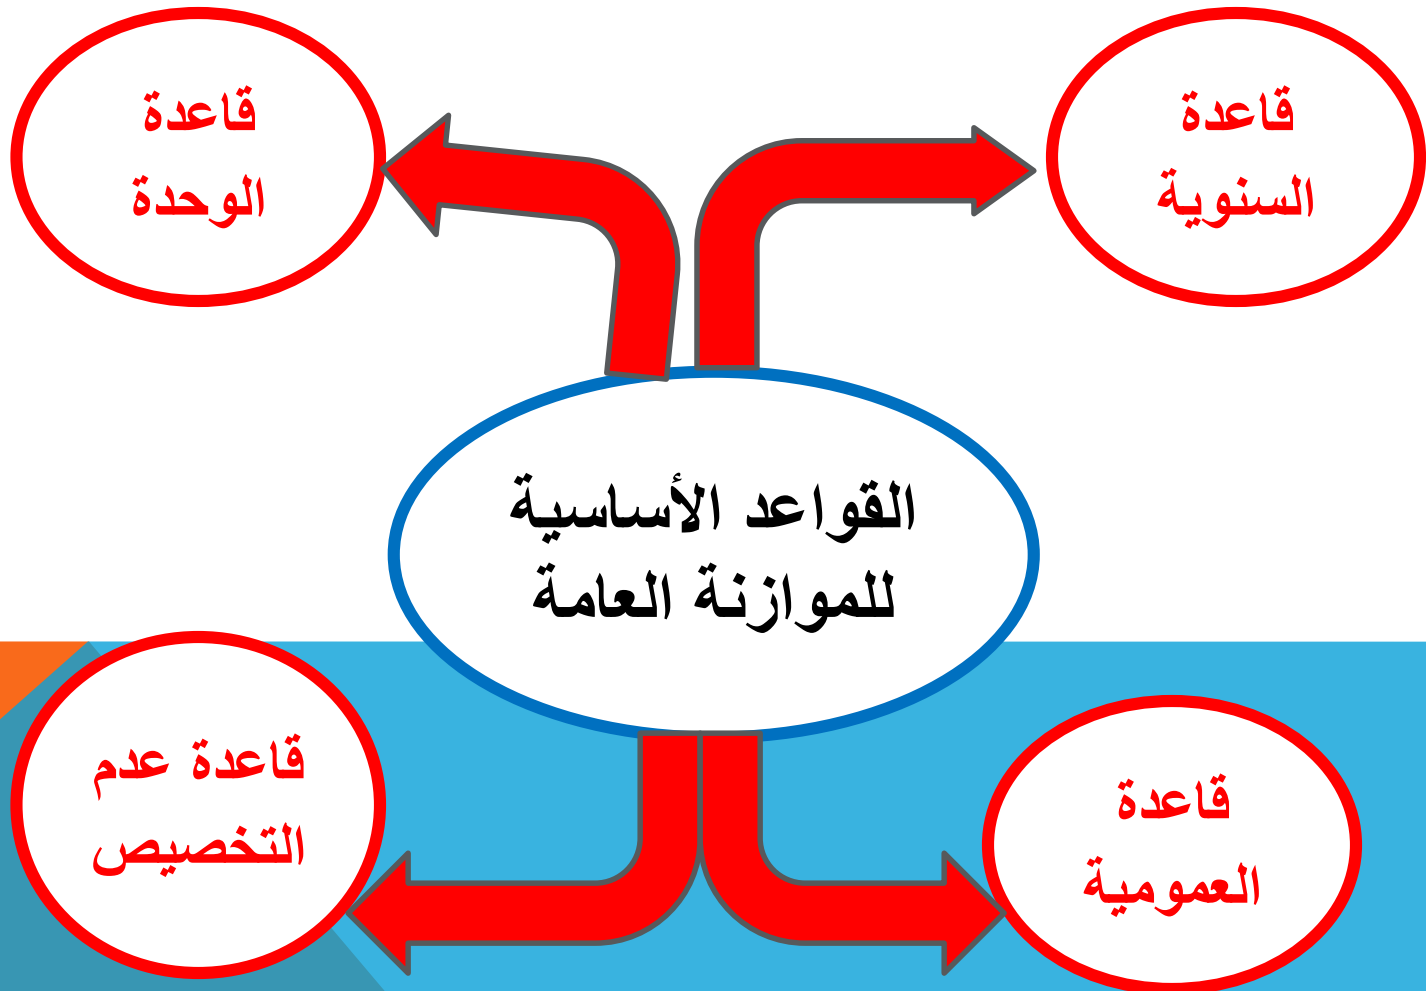 قاعدة
السنوية
قاعدة
الوحدة
القواعد الأساسية
للموازنة العامة
قاعدة
العمومية
قاعدة عدم
التخصيص